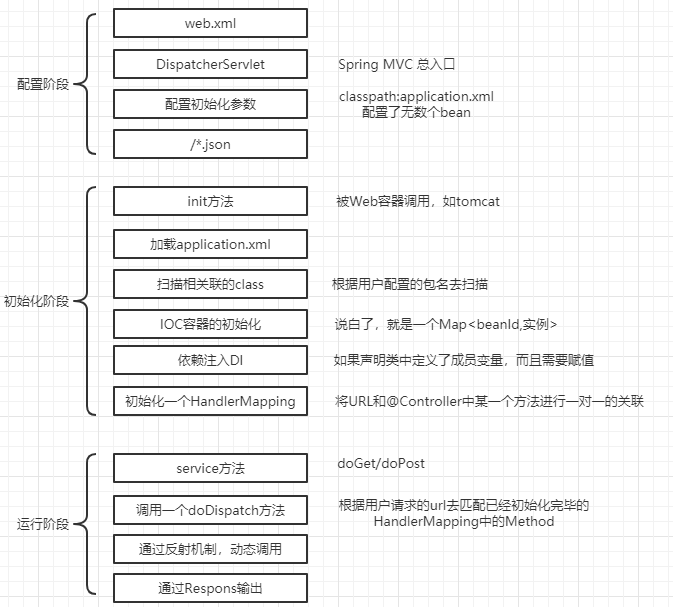 配置阶段
web.xml
DispatcherServlet
Spring MVC 总入口
配置初始化参数
classpath:application.xml
配置了无数个bean
/*.json
初始化阶段
init方法
被Web容器调用，如tomcat
加载application.xml
扫描相关联的class
根据用户配置的包名去扫描
IOC容器的初始化
说白了，就是一个Map<beanId,实例>
依赖注入DI
如果声明类中定义了成员变量，而且需要赋值
初始化一个HandlerMapping
将URL和@Controller中某一个方法进行一对一的关联
运行阶段
service方法
doGet/doPost
调用一个doDispatch方法
根据用户请求的url去匹配已经初始化完毕的
HandlerMapping中的Method
通过反射机制，动态调用
通过Respons输出